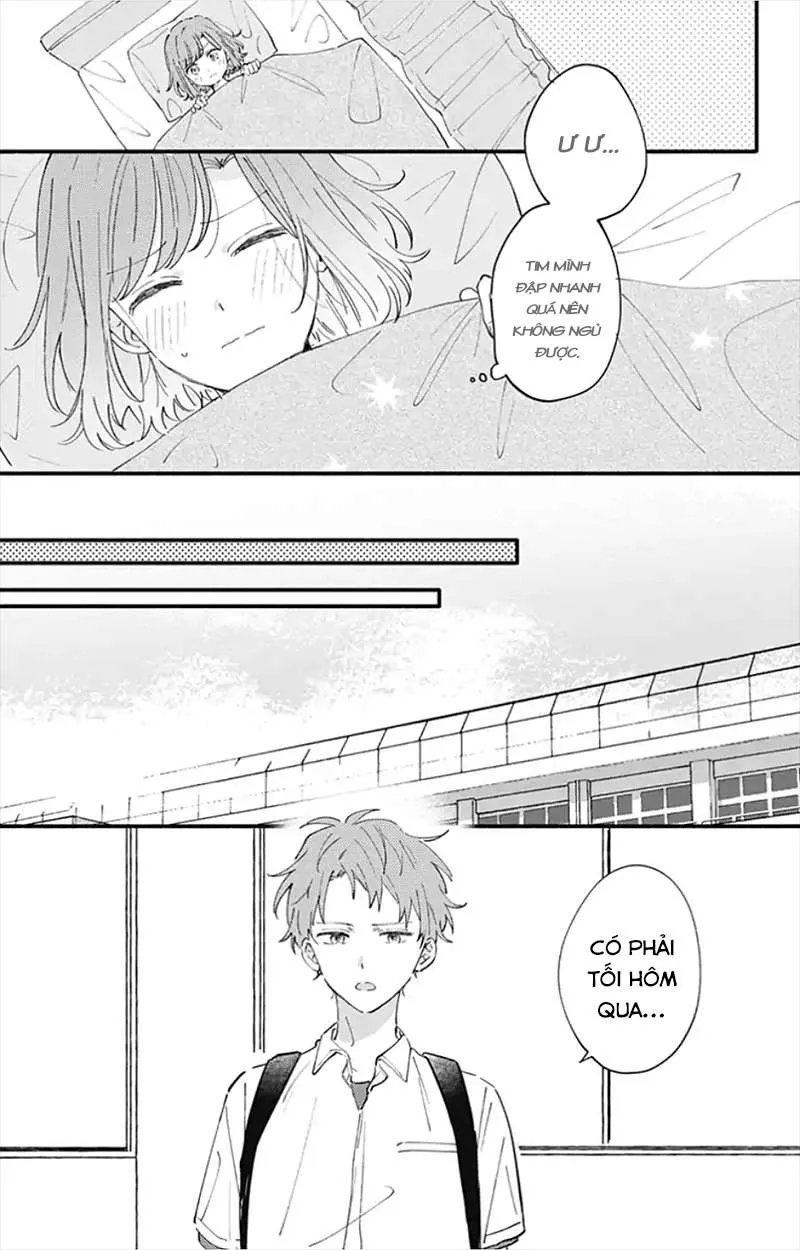 Ư Ư...
TIM MÌNH
ĐẬP NHANH
QUÁ NÊN
KHÔNG NGỦ
ĐƯỢC.
CÓ PHẢI
TỐI HÔM
QUA...